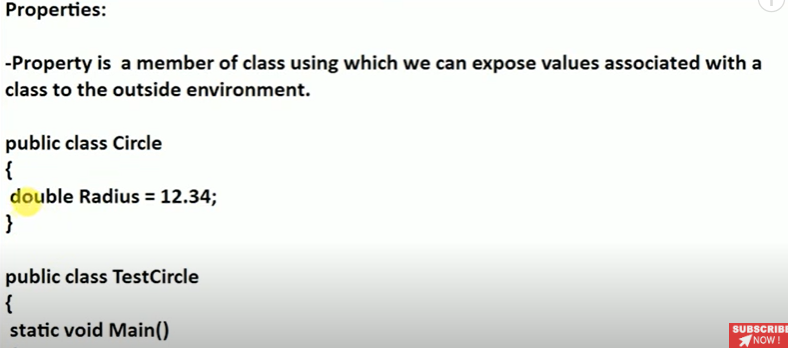 Properties:
-Property is a member of class using which we can expose values associated with a
class to the outside environment.
public class Circle
{
double Radius = 12.34;
}
public class TestCircle
{
static void Main()
SUBSCRIBE
NOW !